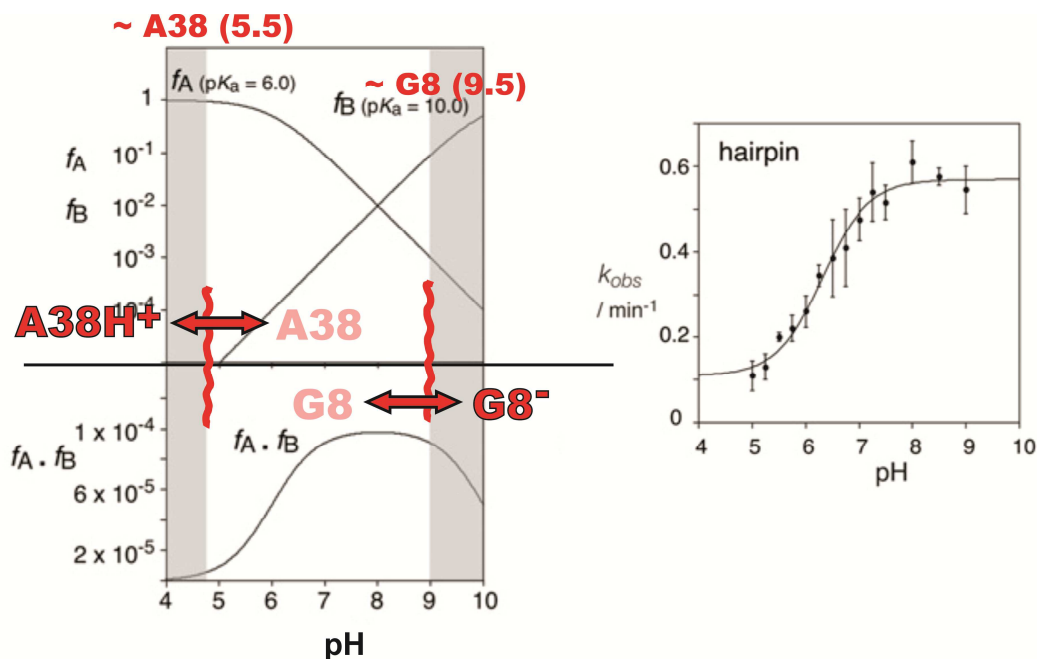 ~ A38 (5.5)
fA (pKa = 6.0)
~ G8 (9.5)
fB (pKa = 10.0)
1
10-1
10-2
10-3
10-4
fA
fB
A38H+
A38
G8
G8-
1 x 10-4
6 x 10-5
2 x 10-5
fA . fB
fA . fB
4 5 6 7 8 9 10
pH
hairpin
0.6
0.4
0.2
0
kobs
/ min-1
4 5 6 7 8 9 10
pH